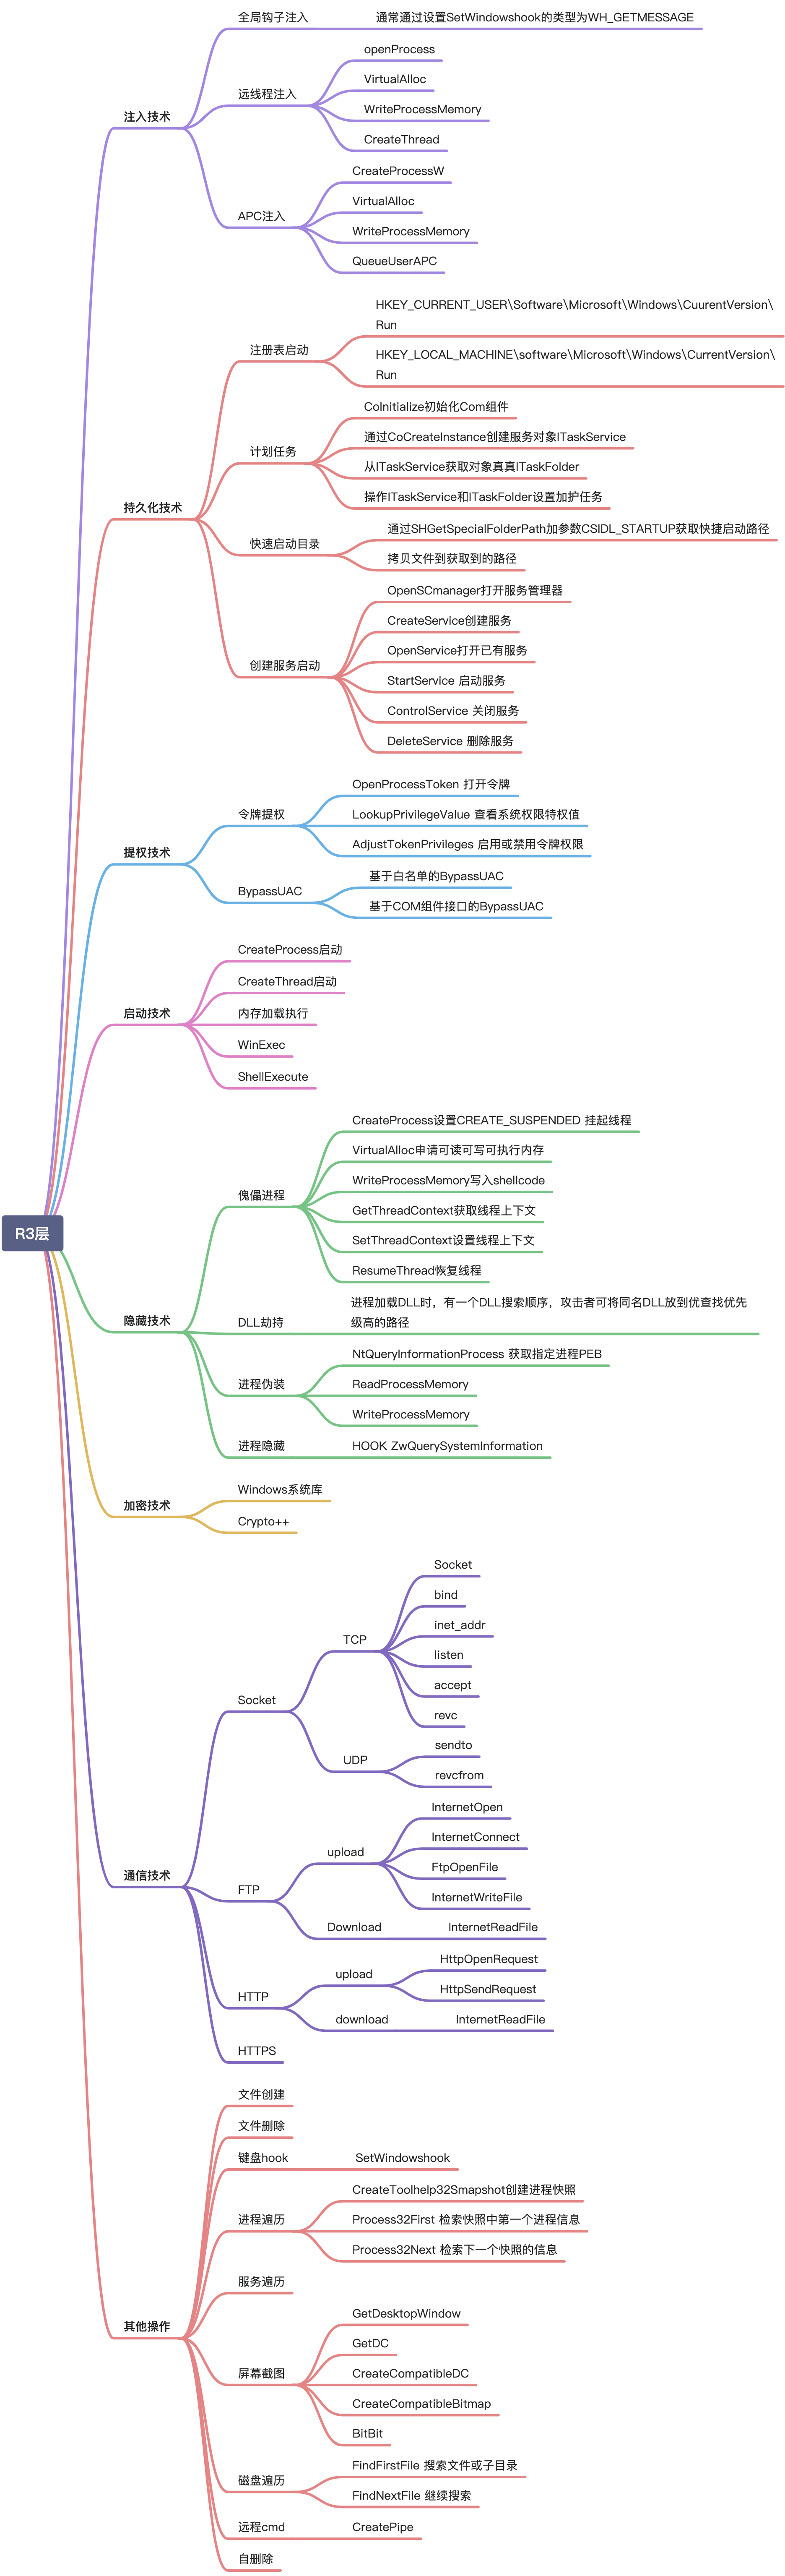 R3层
注入技术
全局钩子注入
通常通过设置SetWindowshook的类型为WH_GETMESSAGE
远线程注入
openProcess
VirtualAlloc
WriteProcessMemory
CreateThread
APC注入
CreateProcessW
VirtualAlloc
WriteProcessMemory
QueueUserAPC
持久化技术
注册表启动
HKEY_CURRENT_USER\Software\Microsoft\Windows\CuurentVersion\
Run
HKEY_LOCAL_MACHINE\software\Microsoft\Windows\CurrentVersion\
Run
计划任务
CoInitialize初始化Com组件
通过CoCreateInstance创建服务对象ITaskService
从ITaskService获取对象真真ITaskFolder
操作ITaskService和ITaskFolder设置加护任务
快速启动目录
通过SHGetSpecialFolderPath加参数CSIDL_STARTUP获取快捷启动路径
拷贝文件到获取到的路径
创建服务启动
OpenSCmanager打开服务管理器
CreateService创建服务
OpenService打开已有服务
StartService 启动服务
ControlService 关闭服务
DeleteService 删除服务
提权技术
令牌提权
OpenProcessToken 打开令牌
LookupPrivilegeValue 查看系统权限特权值
AdjustTokenPrivileges 启用或禁用令牌权限
BypassUAC
基于白名单的BypassUAC
基于COM组件接口的BypassUAC
启动技术
CreateProcess启动
CreateThread启动
内存加载执行
WinExec
ShellExecute
隐藏技术
傀儡进程
CreateProcess设置CREATE_SUSPENDED 挂起线程
VirtualAlloc申请可读可写可执行内存
WriteProcessMemory写入shellcode
GetThreadContext获取线程上下文
SetThreadContext设置线程上下文
ResumeThread恢复线程
DLL劫持
进程加载DLL时，有一个DLL搜索顺序，攻击者可将同名DLL放到优查找优先
级高的路径
进程伪装
NtQueryInformationProcess 获取指定进程PEB
ReadProcessMemory
WriteProcessMemory
进程隐藏
HOOK ZwQuerySystemInformation
加密技术
Windows系统库
Crypto++
通信技术
Socket
TCP
Socket
bind
inet_addr
listen
accept
revc
UDP
sendto
revcfrom
FTP
upload
InternetOpen
InternetConnect
FtpOpenFile
InternetWriteFile
Download
InternetReadFile
HTTP
upload
HttpOpenRequest
HttpSendRequest
download
InternetReadFile
HTTPS
其他操作
文件创建
文件删除
键盘hook
SetWindowshook
进程遍历
CreateToolhelp32Smapshot创建进程快照
Process32First 检索快照中第一个进程信息
Process32Next 检索下一个快照的信息
服务遍历
屏幕截图
GetDesktopWindow
GetDC
CreateCompatibleDC
CreateCompatibleBitmap
BitBit
磁盘遍历
FindFirstFile 搜索文件或子目录
FindNextFile 继续搜索
远程cmd
CreatePipe
自删除